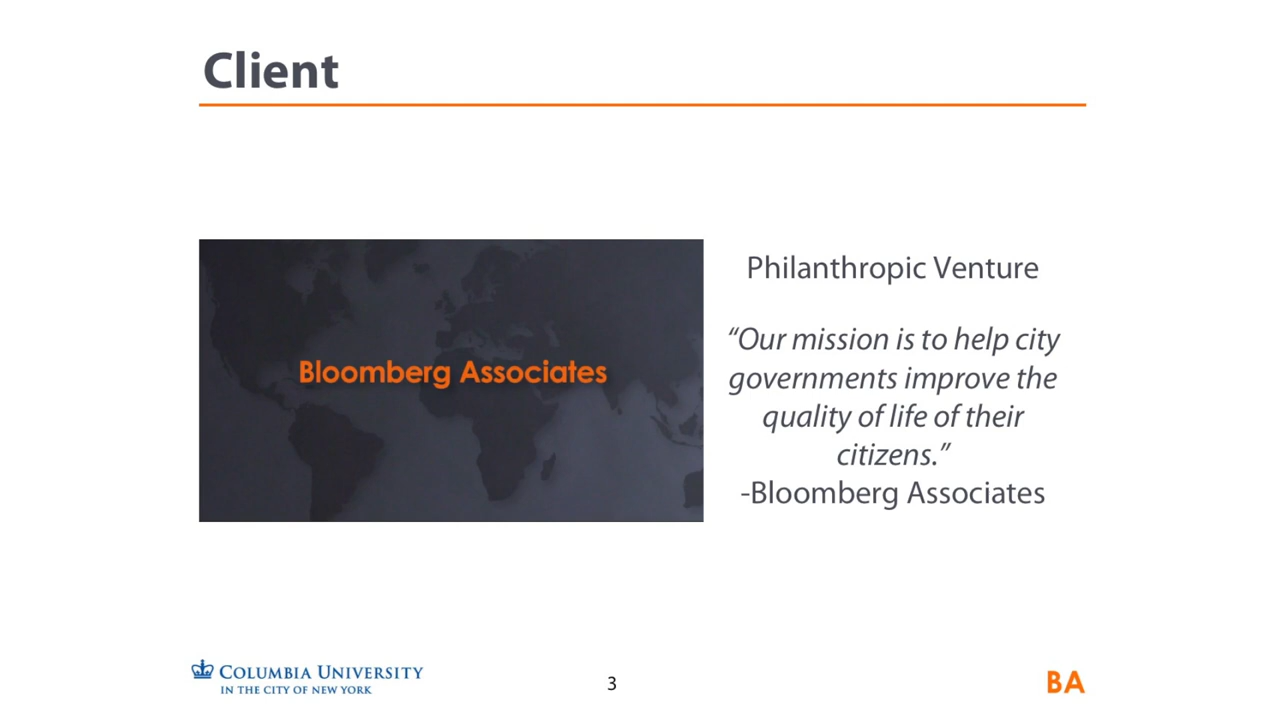 Client
Bloomberg Associates
Philanthropic Venture
“Our mission is to help city
governments improve the
quality of life of their
citizens.”
-Bloomberg Associates
COLUMBIA UNIVERSITY
IN THE CITY OF NEW YORK
3
BA